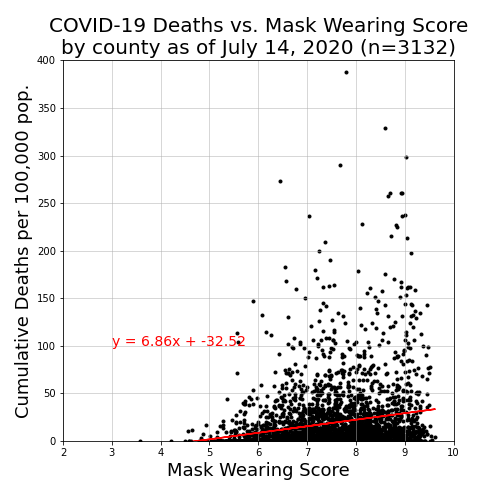 COVID-19 Deaths vs. Mask Wearing Score
by county as of July 14, 2020 (n=3132)
Cumulative Deaths per 100,000 pop.
400
350
300
250
200
150
100
50
0
y = 6.86x + -32.52
2 3 4 5 6 7 8 9 10
Mask Wearing Score